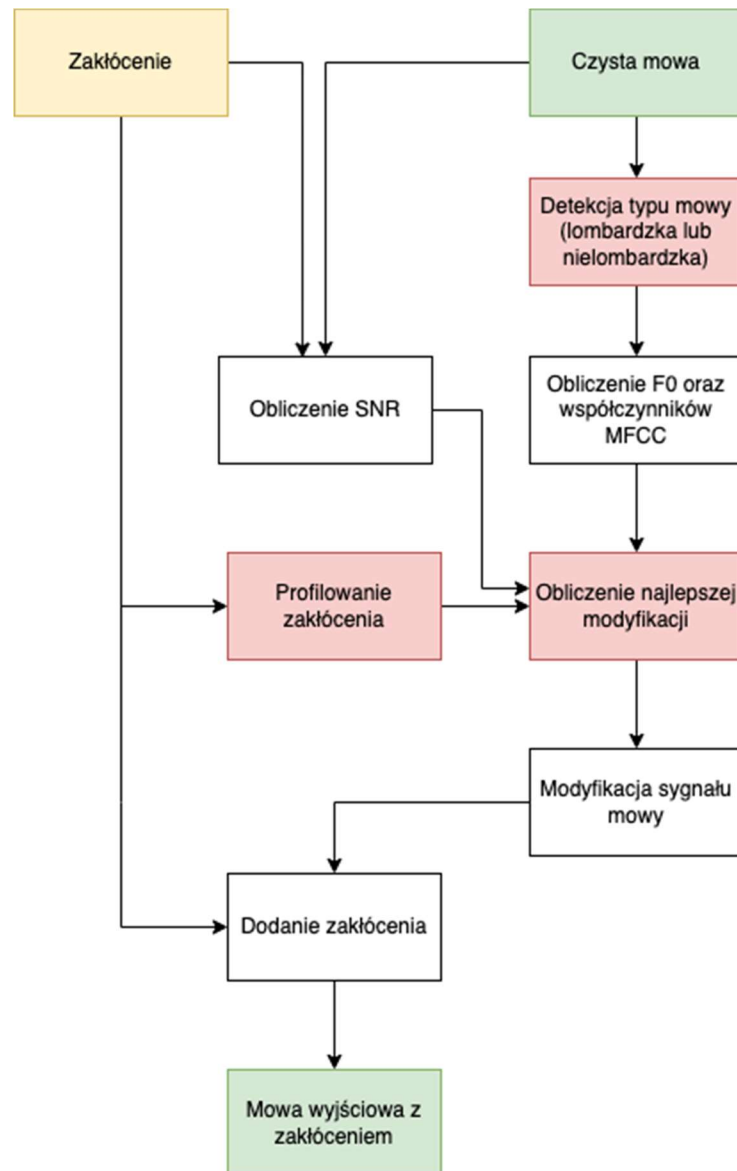 Zakłócenie
Czysta mowa
Detekcja typu mowy
(lombardzka lub
nielombardzka)
Obliczenie SNR
Obliczenie F0 oraz
współczynników
MFCC
Profilowanie
zakłócenia
Obliczenie najlepszej
modyfikacji
Modyfikacja sygnału
mowy
Dodanie zakłócenia
Mowa wyjściowa z
zakłóceniem